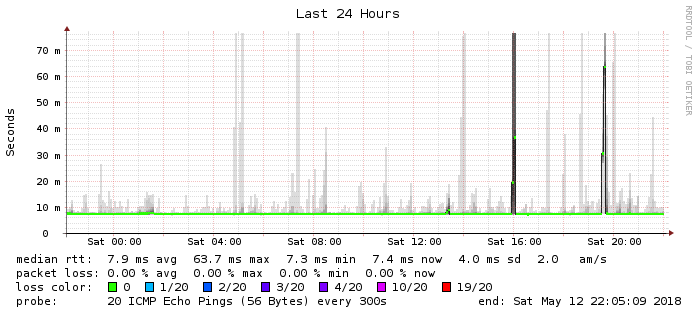 Last 24 Hours
RRDTOOL / TOBI OETIKER
Seconds
70 m
60 m
50 m
40 m
30 m
20 m
10 m
0
Sat 00:00 Sat 04:00 Sat 08:00 Sat 12:00 Sat 16:00 Sat 20:00
median rtt: 7.9 ms avg 63.7 ms max 7.3 ms min 7.4 ms now 4.0 ms sd 2.0 am/s
packet loss: 0.00 % avg 0.00 % max 0.00 % min 0.00 % now
loss color: 0 1/20 2/20 3/20 4/20 10/20 19/20
probe: 20 ICMP Echo Pings (56 Bytes) every 300s end: Sat May 12 22:05:09 2018